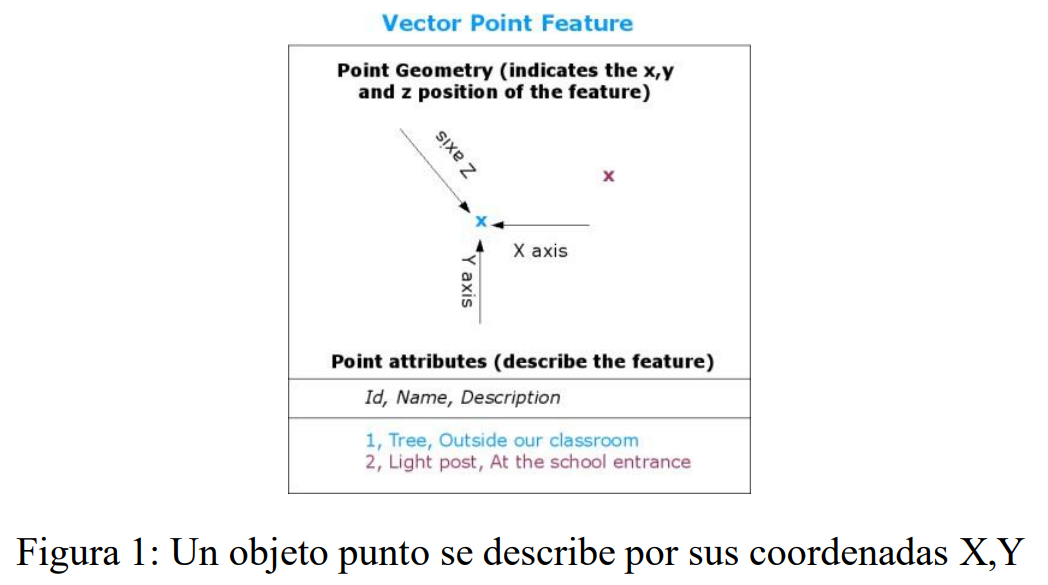 Vector Point Feature
Point Geometry (indicates the x,y
and z position of the feature)
Z axis
x
x
X axis
Y axis
Point attributes (describe the feature)
Id, Name, Description
1, Tree, Outside our classroom
2, Light post, At the school entrance
Figura 1: Un objeto punto se describe por sus coordenadas X,Y